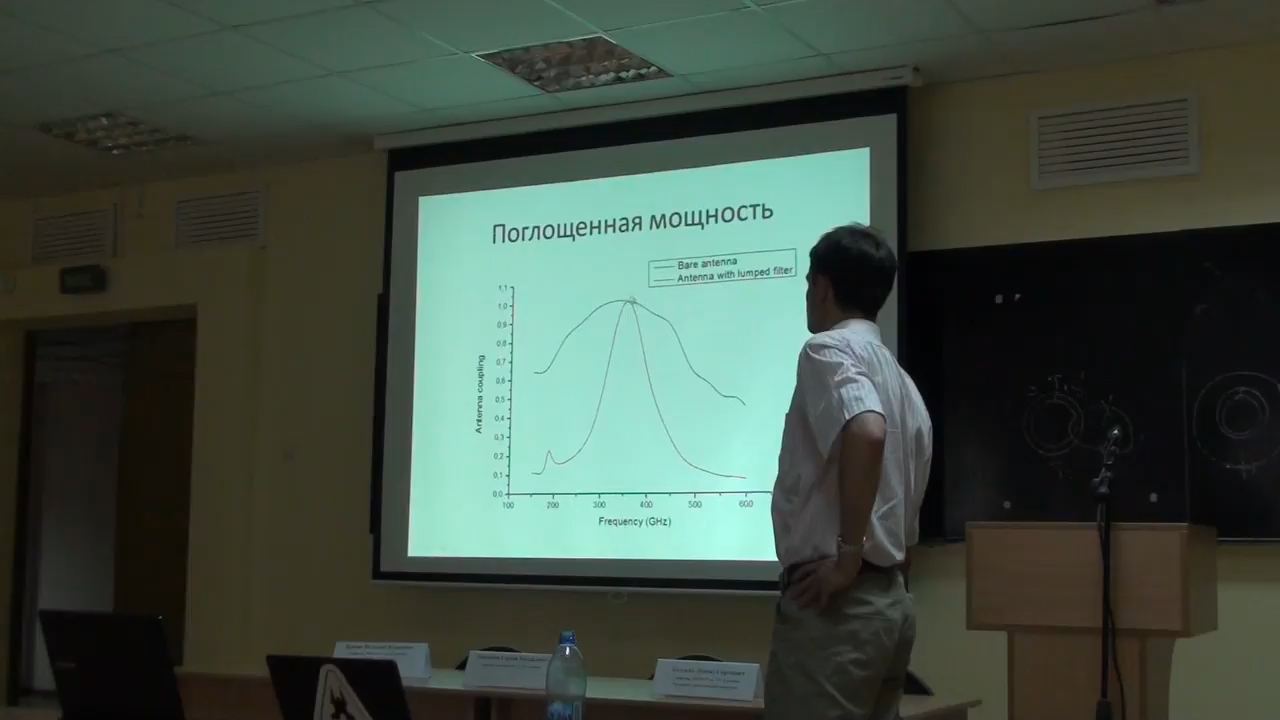 Поглощенная мощность
Bare antenna
Antenna with lumped filter
1,1
1,0
0,9
0,8
0,7
0,6
0,5
0,4
0,3
0,2
0,1
0,0
Antenna coupling
100 200 300 400 500 600
Frequency (GHz)